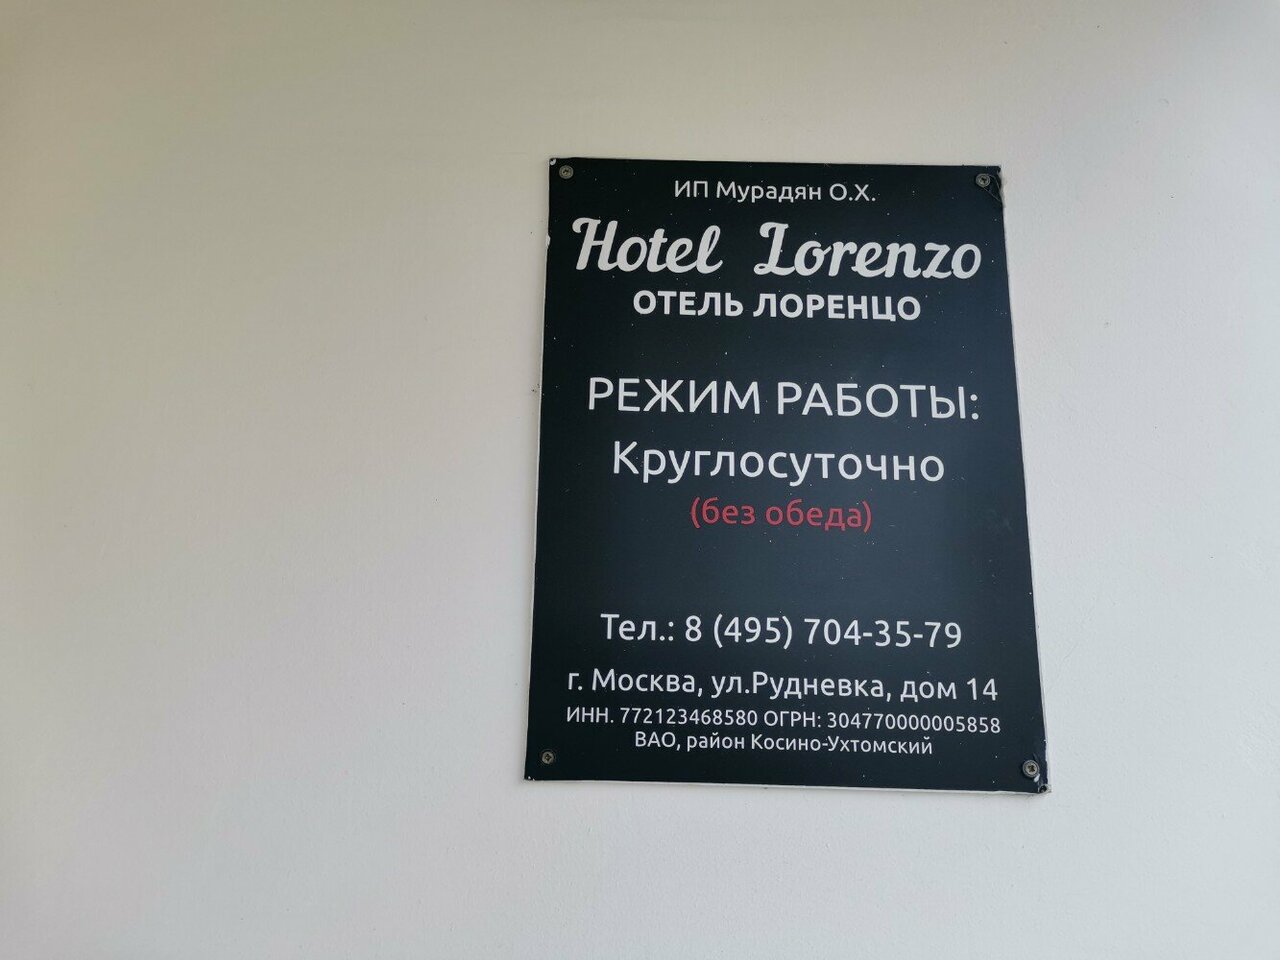 ИП Мурадян О.Х.
Hotel Lorenzo
ОТЕЛЬ ЛОРЕНЦО
РЕЖИМ РАБОТЫ:
Круглосуточно
(без обеда)
Тел.: 8 (495) 704-35-79
г. Москва, ул.Рудневка, дом 14
ИНН. 772123468580 ОГРН: 304770000005858
ВАО, район Косино-Ухтомский